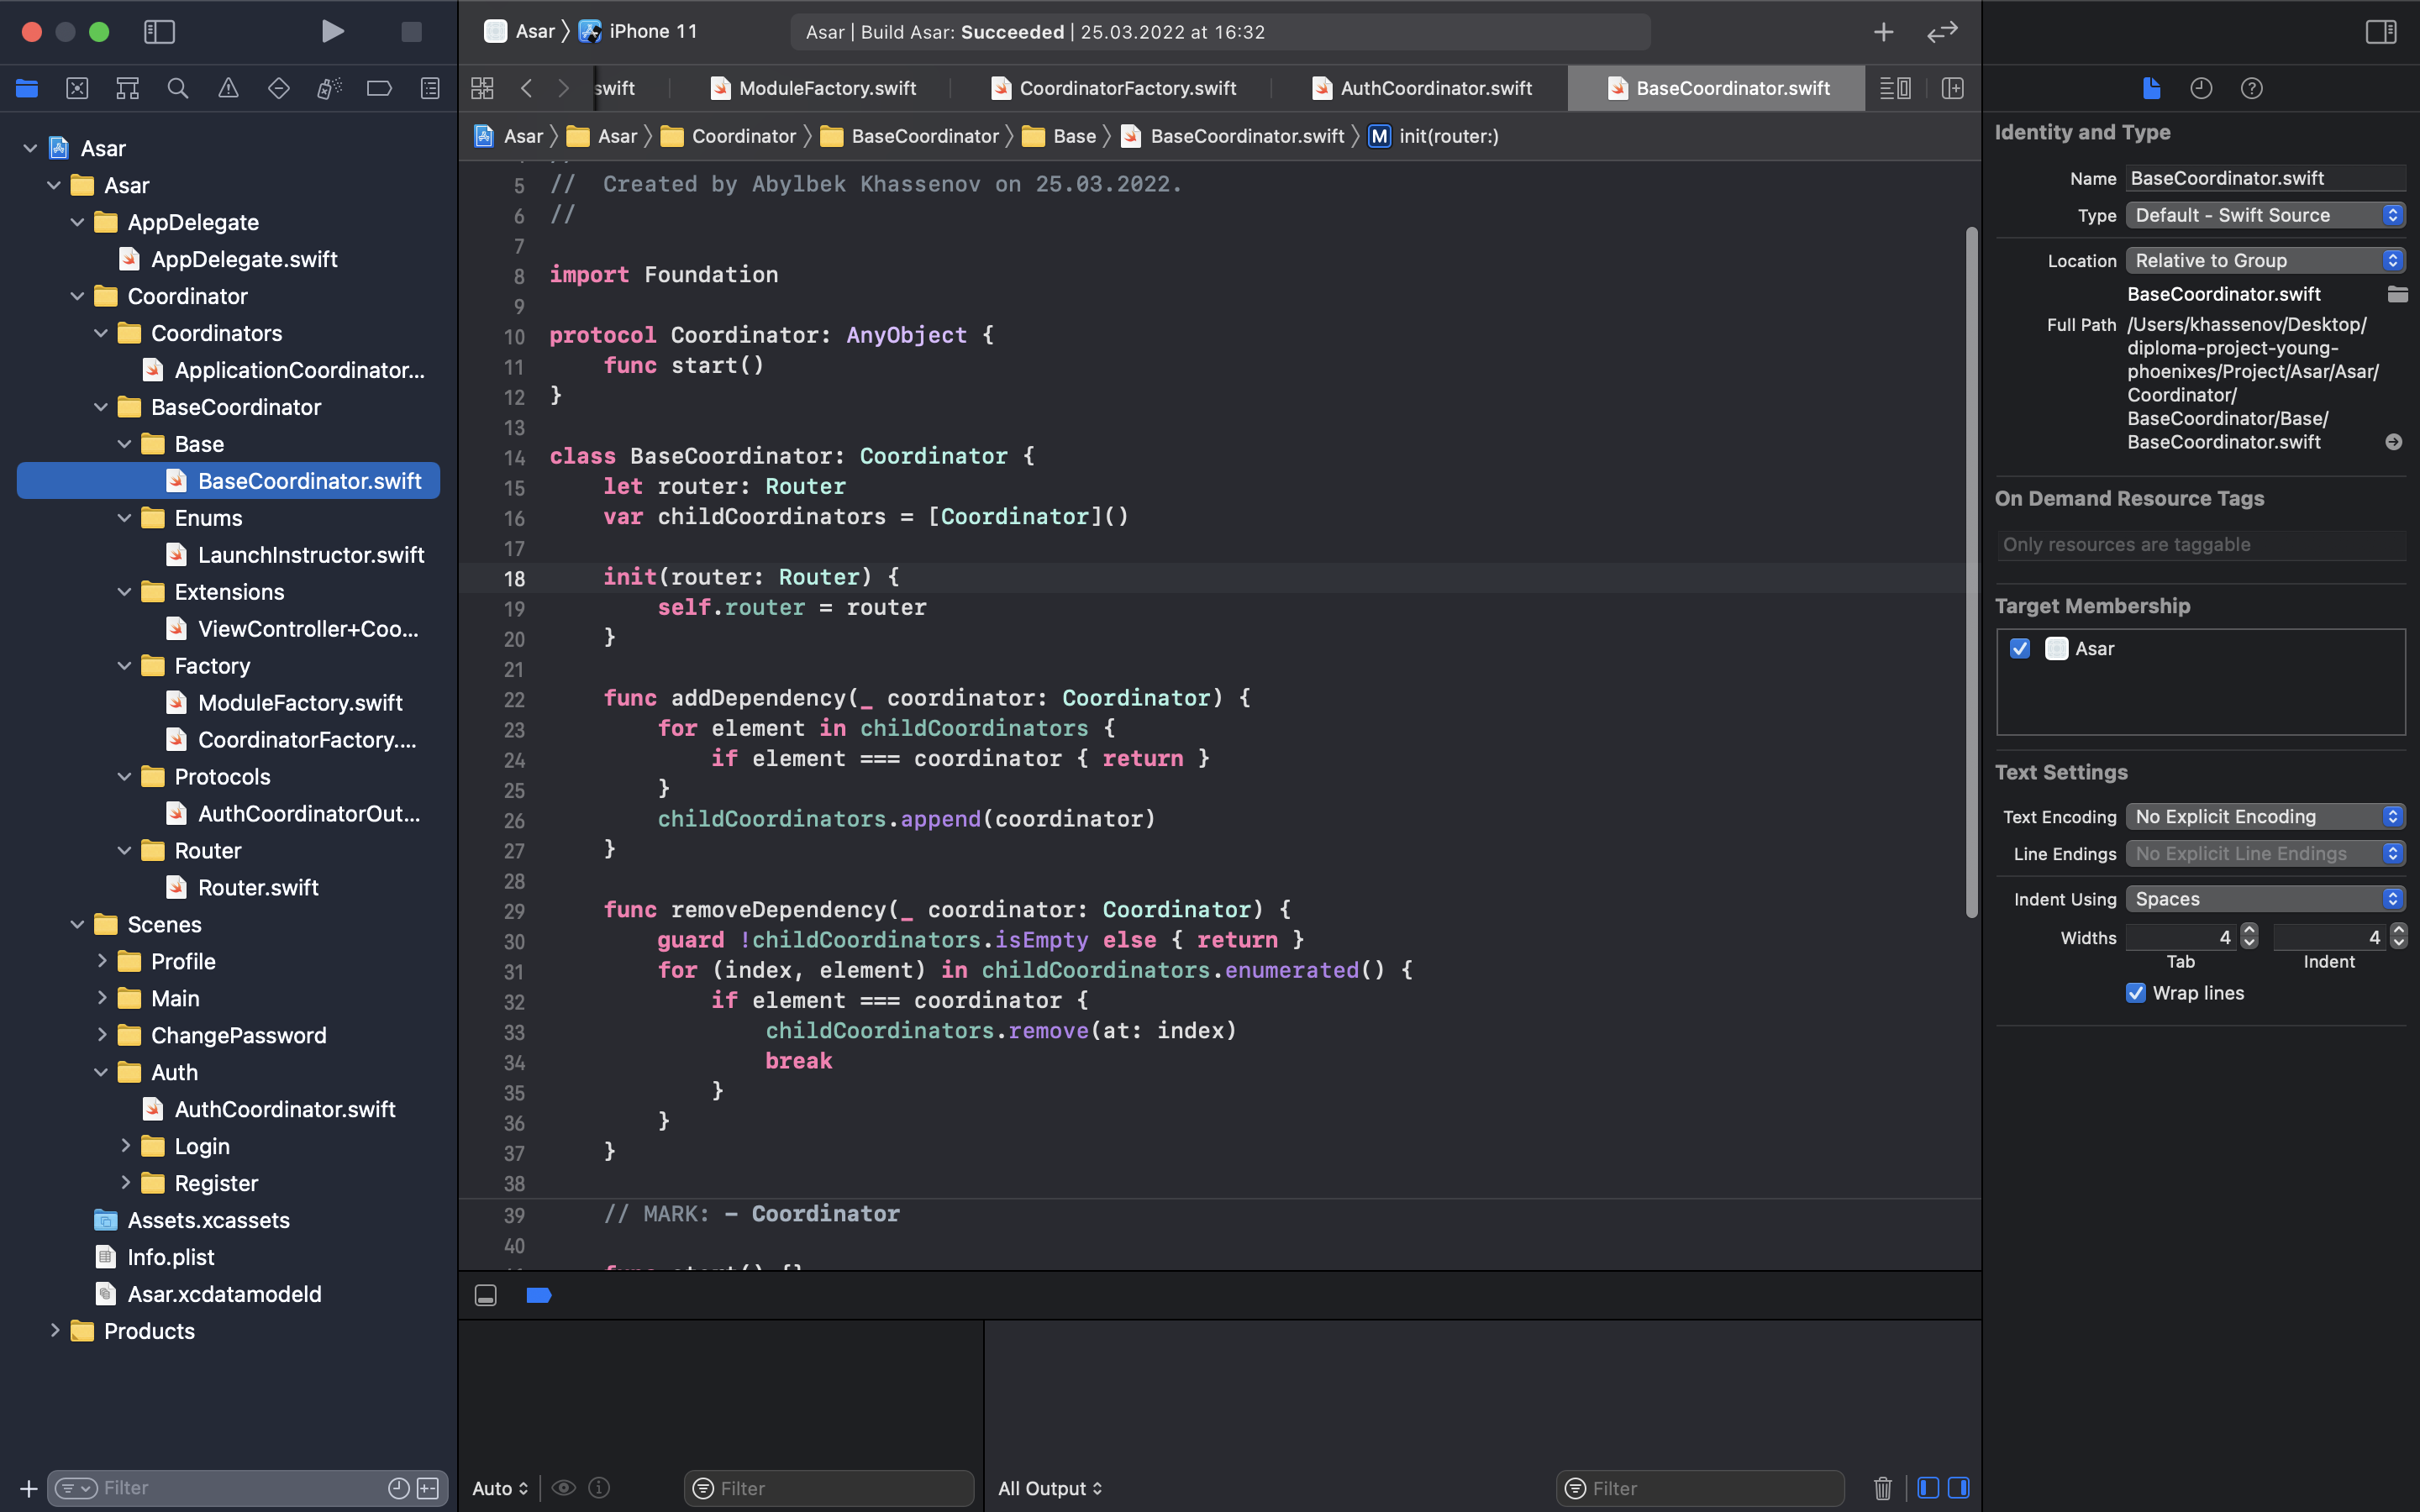 Asar 〉 iPhone 11
Asar | Build Asar: Succeeded | 25.03.2022 at 16:32
swift
ModuleFactory.swift
CoordinatorFactory.swift
AuthCoordinator.swift
BaseCoordinator.swift
Asar 〉 Asar 〉 Coordinator 〉 BaseCoordinator 〉 Base 〉 BaseCoordinator.swift 〉 M init(router:)
Asar
Asar
AppDelegate
AppDelegate.swift
Coordinator
Coordinators
ApplicationCoordinator...
BaseCoordinator
Base
BaseCoordinator.swift
Enums
LaunchInstructor.swift
Extensions
ViewController+Coo...
Factory
ModuleFactory.swift
CoordinatorFactory....
Protocols
AuthCoordinatorOut...
Router
Router.swift
Scenes
Profile
Main
ChangePassword
Auth
AuthCoordinator.swift
Login
Register
Assets.xcassets
Info.plist
Asar.xcdatamodeld
Products
Filter
5 //  Created by Abylbek Khassenov on 25.03.2022.
6 //
7
8 import Foundation
9
10 protocol Coordinator: AnyObject {
11     func start()
12 }
13
14 class BaseCoordinator: Coordinator {
15     let router: Router
16     var childCoordinators = [Coordinator]()
17
18     init(router: Router) {
19         self.router = router
20     }
21
22     func addDependency(_ coordinator: Coordinator) {
23         for element in childCoordinators {
24             if element === coordinator { return }
25         }
26         childCoordinators.append(coordinator)
27     }
28
29     func removeDependency(_ coordinator: Coordinator) {
30         guard !childCoordinators.isEmpty else { return }
31         for (index, element) in childCoordinators.enumerated() {
32             if element === coordinator {
33                 childCoordinators.remove(at: index)
34                 break
35             }
36         }
37     }
38
39     // MARK: - Coordinator
40
Auto
Filter
All Output
Filter
Identity and Type
Name BaseCoordinator.swift
Type Default - Swift Source
Location Relative to Group
BaseCoordinator.swift
Full Path /Users/khassenov/Desktop/
diploma-project-young-
phoenixes/Project/Asar/Asar/
Coordinator/
BaseCoordinator/Base/
BaseCoordinator.swift
On Demand Resource Tags
Only resources are taggable
Target Membership
Asar
Text Settings
Text Encoding No Explicit Encoding
Line Endings No Explicit Line Endings
Indent Using Spaces
Widths 4 4
Tab Indent
Wrap lines